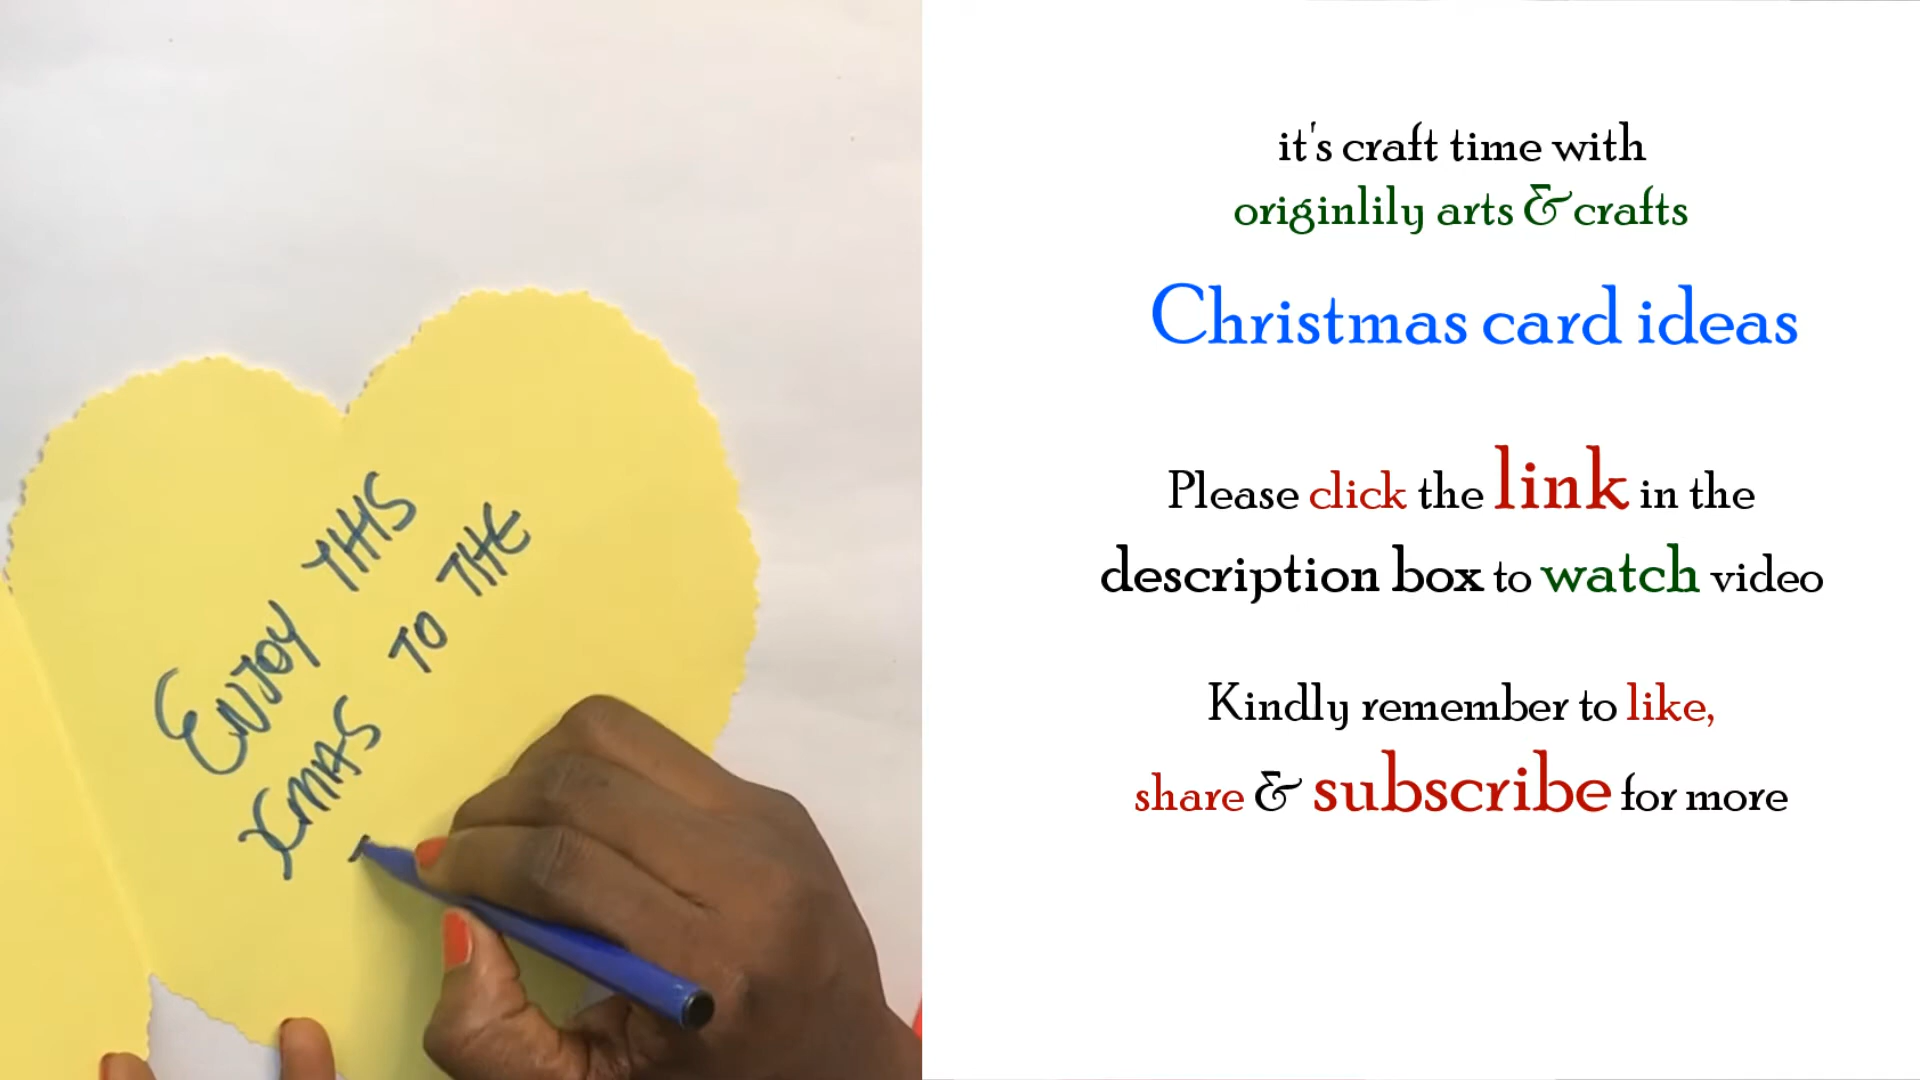 ENJOY THIS
XMAS TO THE
it's craft time with
originlily arts & crafts
Christmas card ideas
Please click the link in the
description box to watch video
Kindly remember to like,
share & subscribe for more